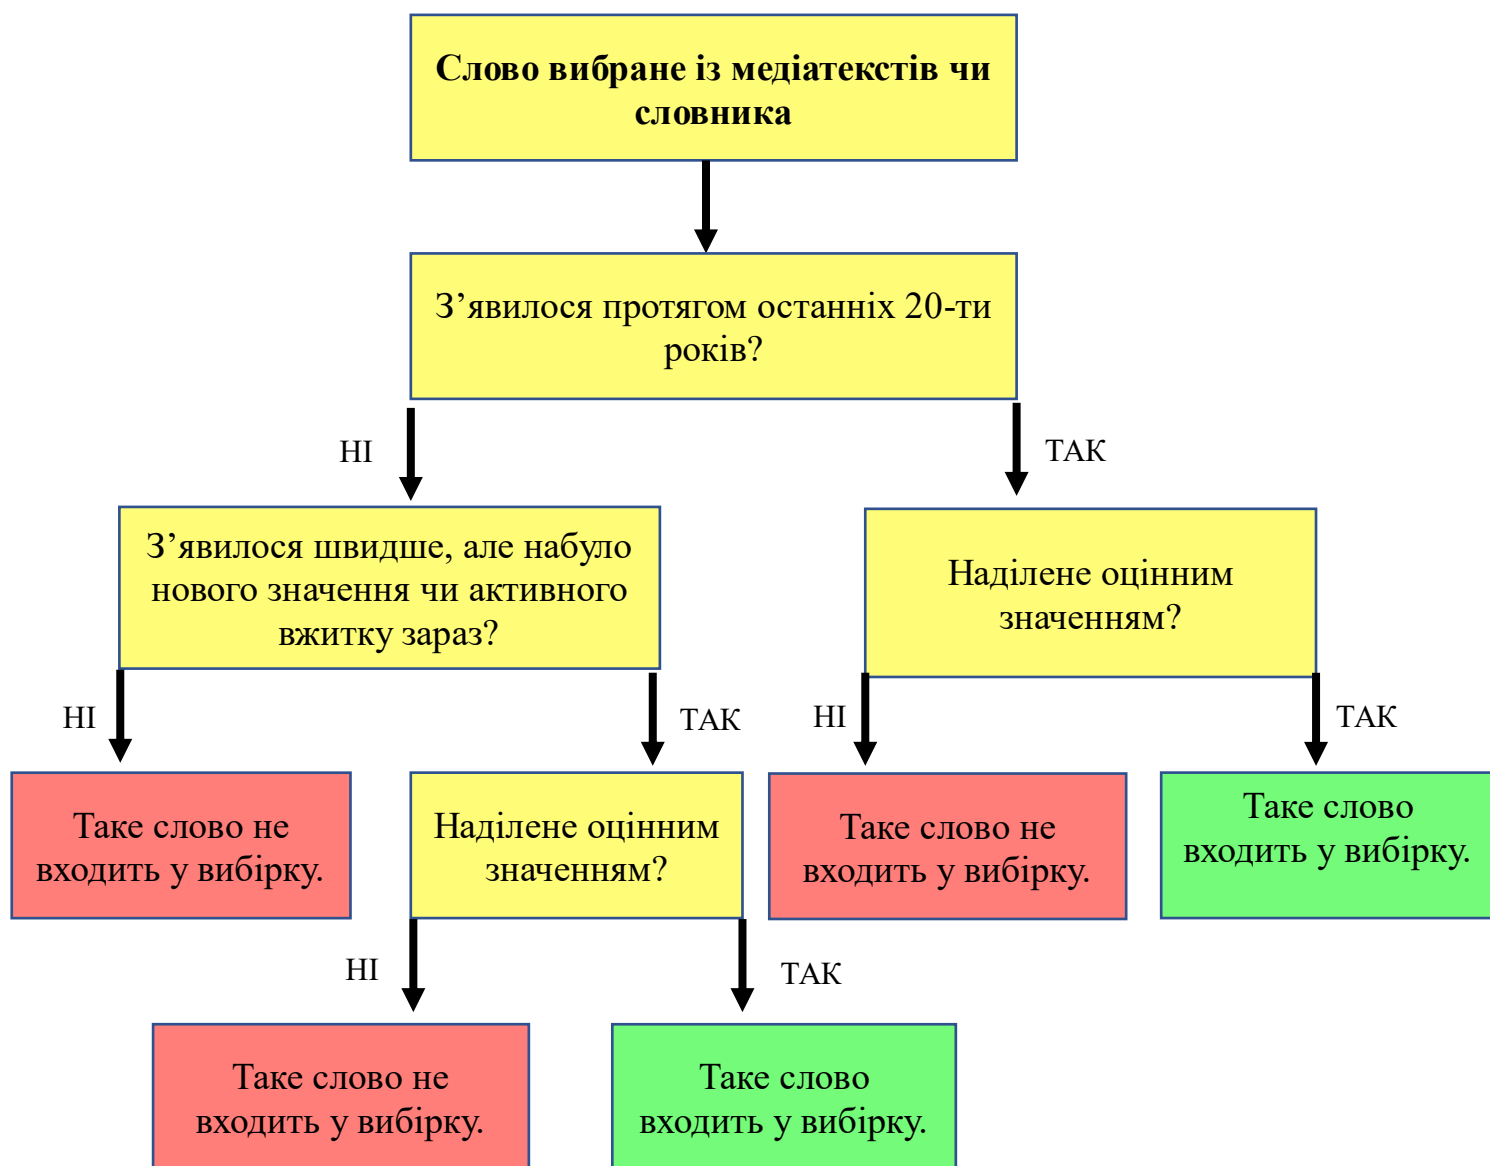 Слово вибране із медіатекстів чи
словника
З’явилося протягом останніх 20-ти
років?
НІ
ТАК
З’явилося швидше, але набуло
нового значення чи активного
вжитку зараз?
Наділене оцінним
значенням?
НІ
ТАК
НІ
ТАК
Таке слово не
входить у вибірку.
Наділене оцінним
значенням?
Таке слово не
входить у вибірку.
Таке слово
входить у вибірку.
НІ
ТАК
Таке слово не
входить у вибірку.
Таке слово
входить у вибірку.